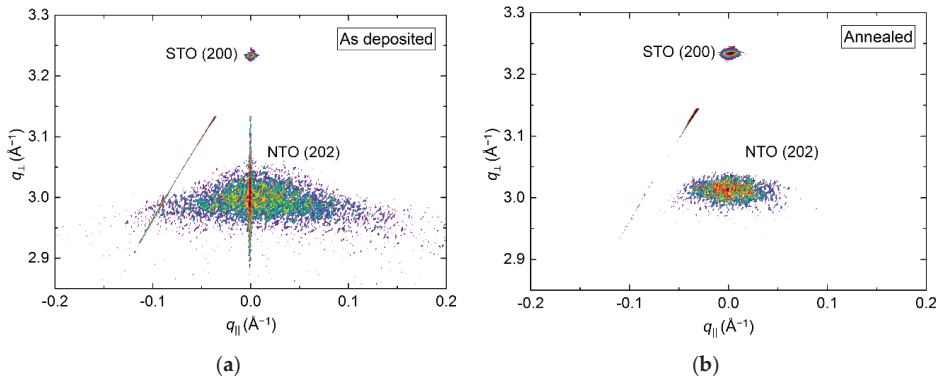 3.3
As deposited
STO (200)
3.2
3.1
NTO (202)
3.0
2.9
q⊥ (Å⁻¹)
-0.2 -0.1 0.0 0.1 0.2
q|| (Å⁻¹)
(a)
3.3
Annealed
STO (200)
3.2
3.1
NTO (202)
3.0
2.9
q⊥ (Å⁻¹)
-0.2 -0.1 0.0 0.1 0.2
q|| (Å⁻¹)
(b)